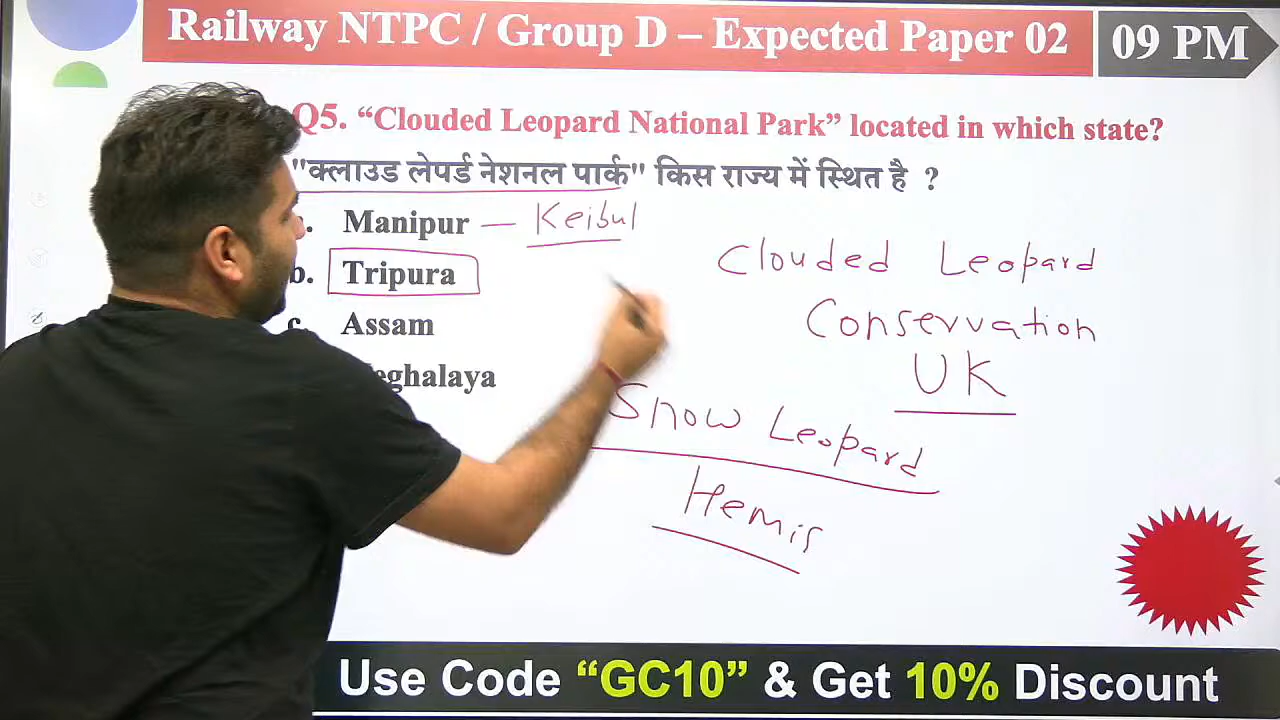 Railway NTPC / Group D – Expected Paper 02
09 PM
Q5. “Clouded Leopard National Park” located in which state?
"क्लाउड लेपर्ड नेशनल पार्क" किस राज्य में स्थित है ?
. Manipur — Keibul
b. Tripura
c. Assam
eghalaya
Clouded Leopard
Conservation
UK
Snow Leopard
Hemis
Use Code “GC10” & Get 10% Discount